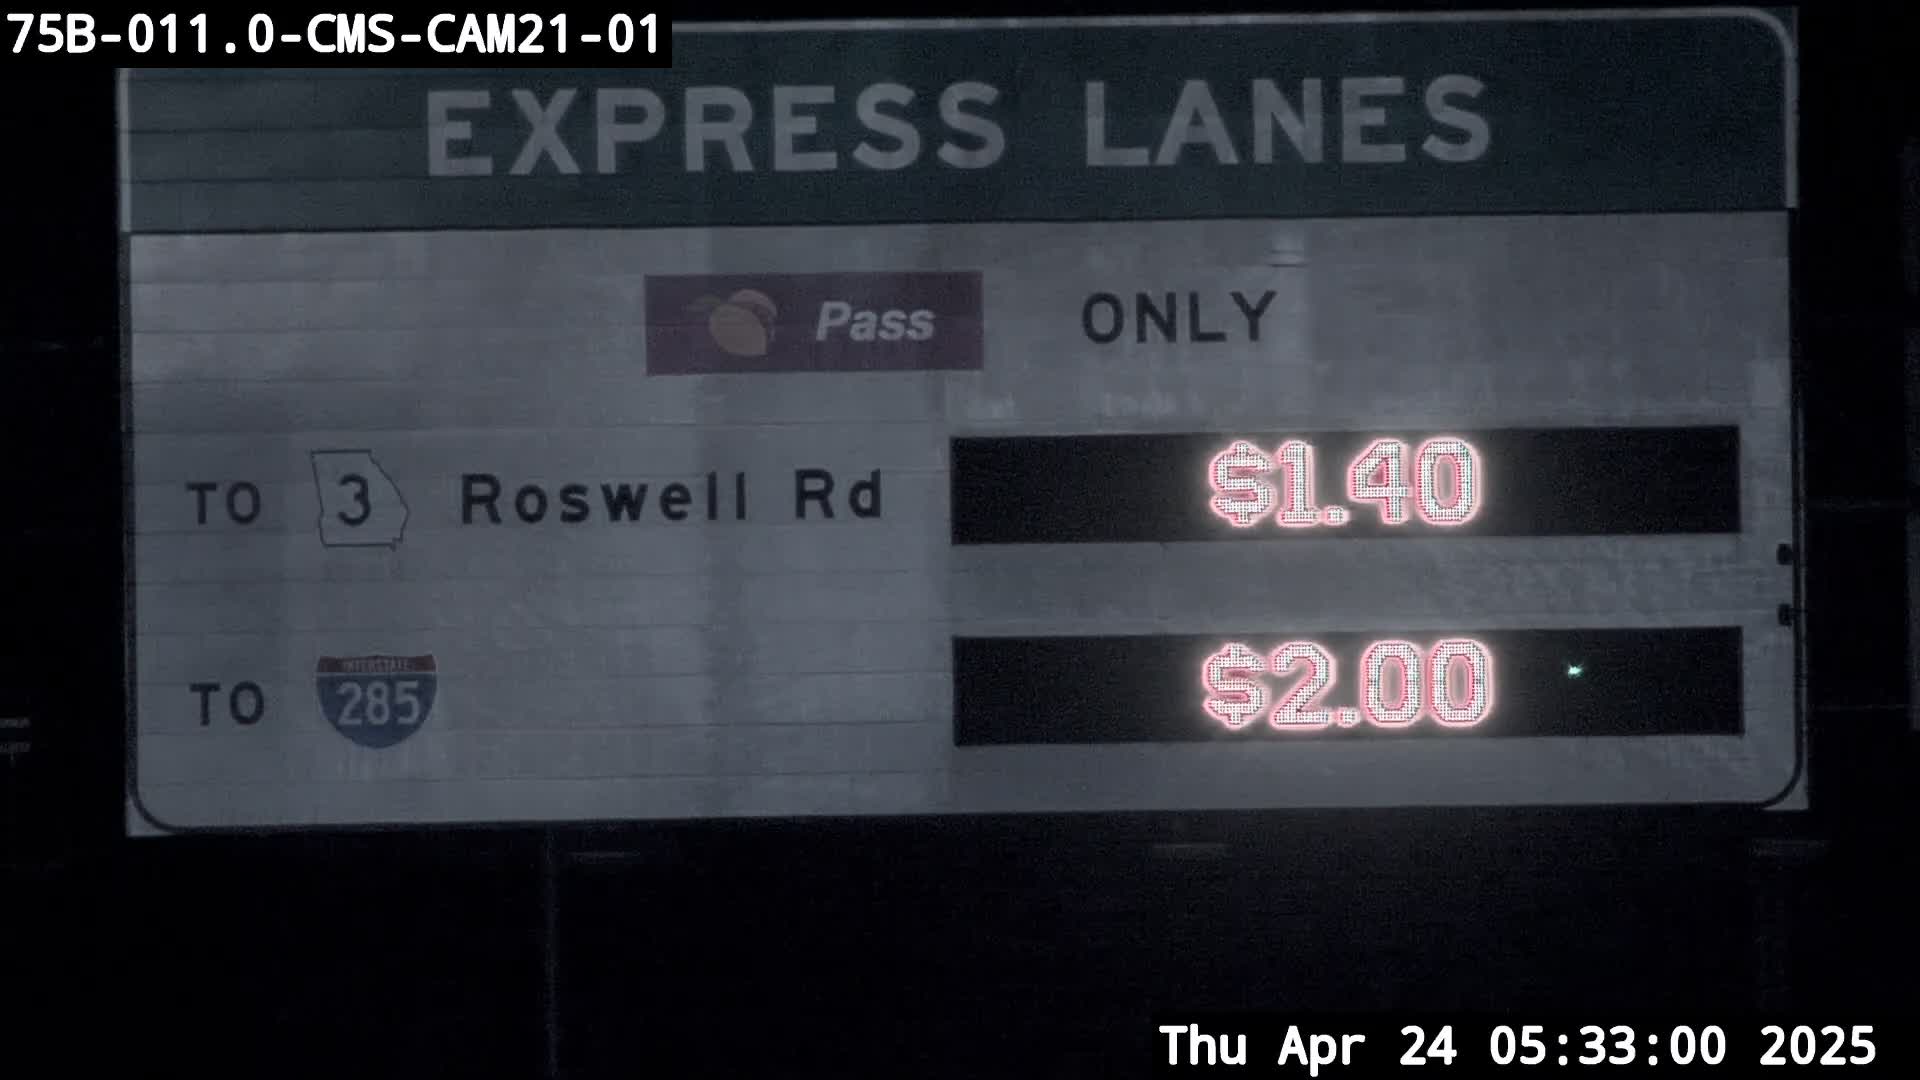 75B-011.0-CMS-CAM21-01
EXPRESS LANES
Pass ONLY
TO 3 Roswell Rd $1.40
TO INTERSTATE 285 $2.00
Thu Apr 24 05:33:00 2025